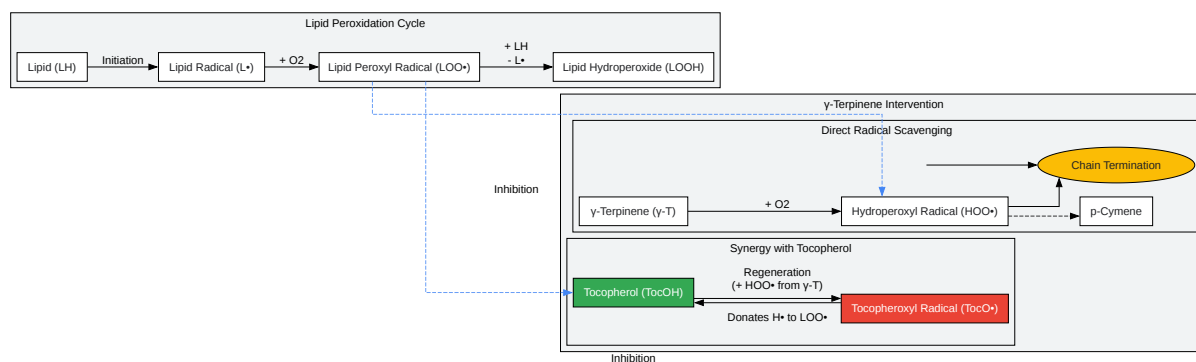 Lipid Peroxidation Cycle
Lipid (LH)
Initiation
Lipid Radical (L•)
+ O2
Lipid Peroxyl Radical (LOO•)
+ LH
- L•
Lipid Hydroperoxide (LOOH)
γ-Terpinene Intervention
Direct Radical Scavenging
Chain Termination
Inhibition
γ-Terpinene (γ-T)
+ O2
Hydroperoxyl Radical (HOO•)
p-Cymene
Synergy with Tocopherol
Regeneration
(+ HOO• from γ-T)
Tocopherol (TocOH)
Tocopheroxyl Radical (TocO•)
Donates H• to LOO•
Inhibition